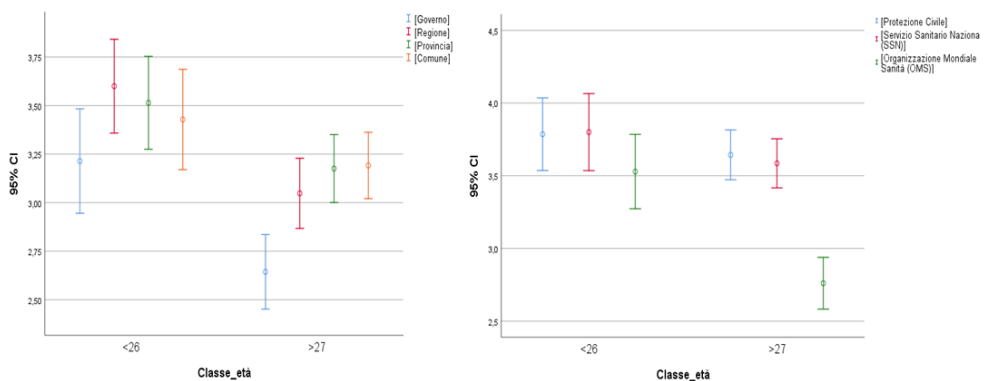 [Governo]
[Regione]
[Provincia]
[Comune]
3,75
3,50
3,25
3,00
2,75
2,50
95% CI
<26
>27
Classe_età
[Protezione Civile]
[Servizio Sanitario Naziona
(SSN)]
[Organizzazione Mondiale
Sanità (OMS)]
4,5
4,0
3,5
3,0
2,5
95% CI
<26
>27
Classe_età